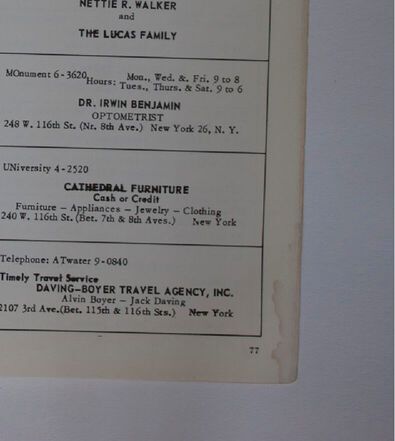 NETTIE R. WALKER
and
THE LUCAS FAMILY
MOnument 6-3620
Hours: Mon., Wed. &. Fri. 9 to 8
Tues., Thurs. & Sat. 9 to 6
DR. IRWIN BENJAMIN
OPTOMETRIST
248 W. 116th St. (Nr. 8th Ave.) New York 26, N. Y.
UNiversity 4-2520
CATHEDRAL FURNITURE
Cash or Credit
Furniture – Appliances – Jewelry – Clothing
240 W. 116th St. (Bet. 7th & 8th Aves.) New York
Telephone: ATwater 9-0840
Timely Travel Service
DAVING-BOYER TRAVEL AGENCY, INC.
Alvin Boyer – Jack Daving
2107 3rd Ave.(Bet. 115th & 116th Sts.) New York
77